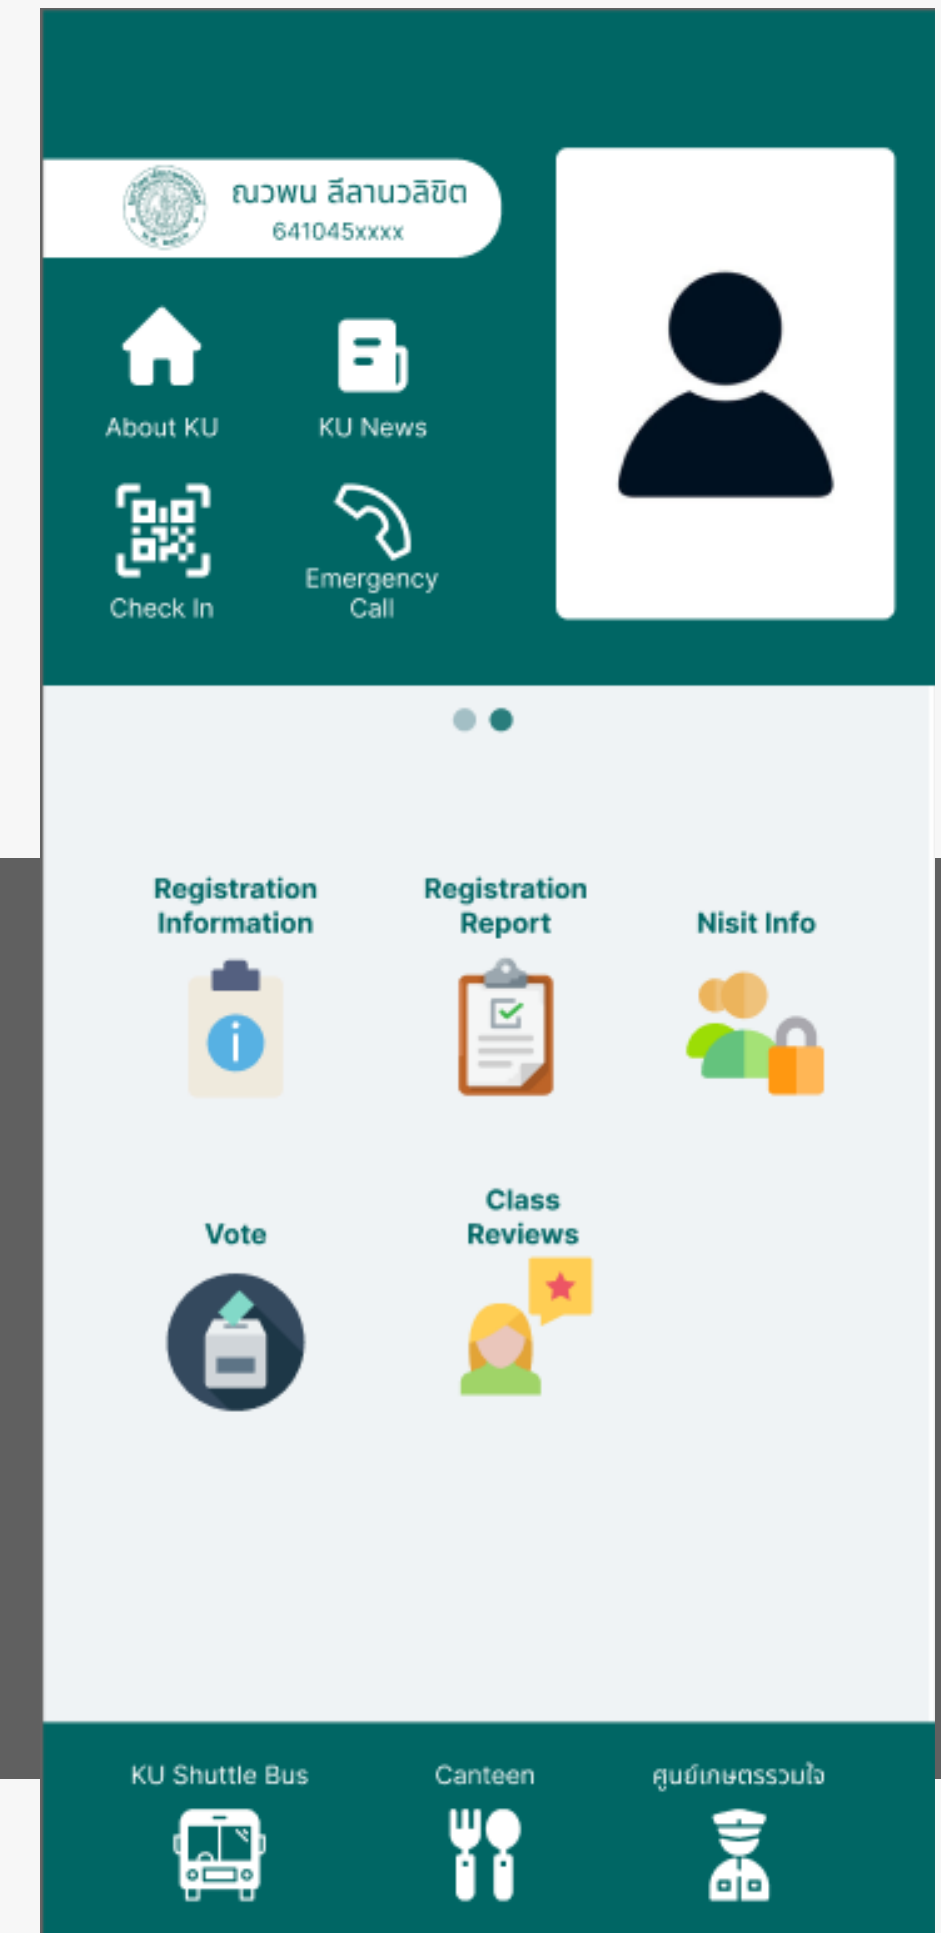 ณวพน ลีลานวลิขิต
641045xxxx
About KU
KU News
Check In
Emergency
Call
Registration
Information
Registration
Report
Nisit Info
Vote
Class
Reviews
KU Shuttle Bus
Canteen
ศูนย์เกษตรรวมใจ